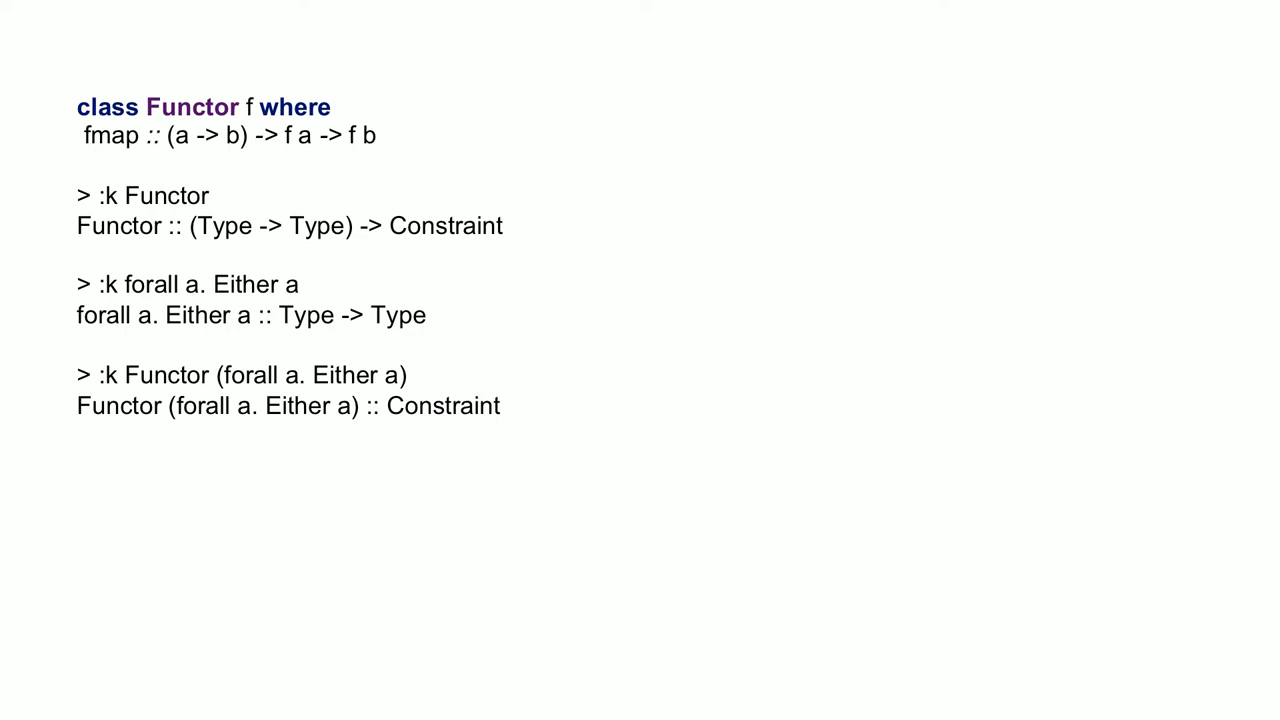 class Functor f where
fmap :: (a -> b) -> f a -> f b
> :k Functor
Functor :: (Type -> Type) -> Constraint
> :k forall a. Either a
forall a. Either a :: Type -> Type
> :k Functor (forall a. Either a)
Functor (forall a. Either a) :: Constraint